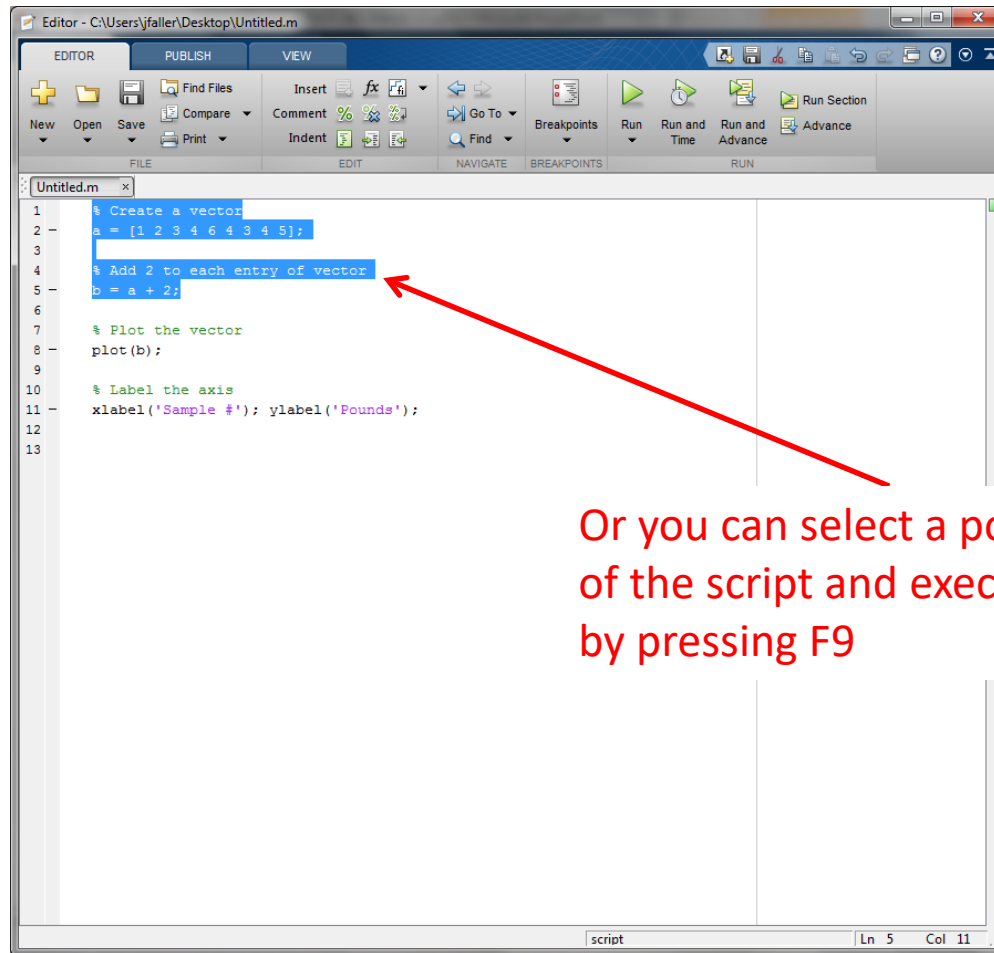 Editor - C:\Users\jfaller\Desktop\Untitled.m
EDITOR PUBLISH VIEW
New Open Save Find Files Compare Print
FILE
Insert fx
Comment
Indent
EDIT
Go To
Find
NAVIGATE
Breakpoints
BREAKPOINTS
Run Run and Time Run and Advance Run Section Advance
RUN
Untitled.m
1 % Create a vector
2 - a = [1 2 3 4 6 4 3 4 5];
3
4 % Add 2 to each entry of vector
5 - b = a + 2;
6
7 % Plot the vector
8 - plot(b);
9
10 % Label the axis
11 - xlabel('Sample #'); ylabel('Pounds');
12
13
Or you can select a po
of the script and exec
by pressing F9
script Ln 5 Col 11